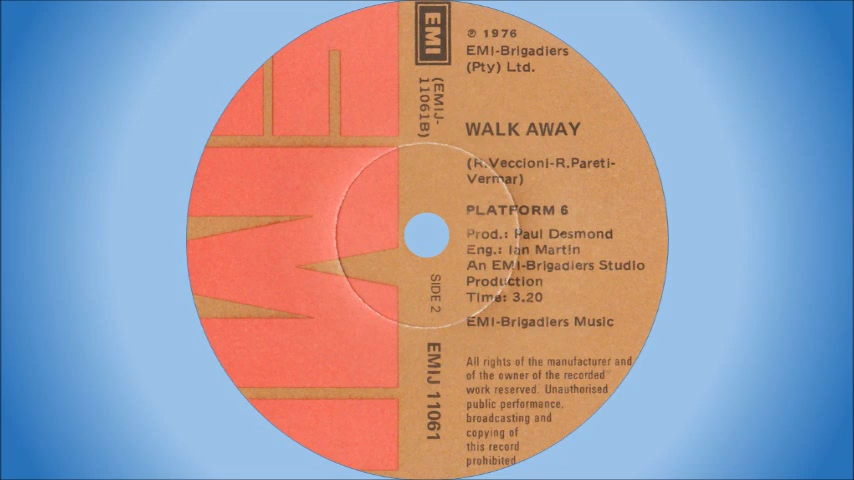 EMI
℗ 1976
EMI-Brigadiers
(Pty) Ltd.
(EMIJ-
11061B)
WALK AWAY
(R.Veccioni-R.Pareti-
Vermar)
PLATFORM 6
Prod.: Paul Desmond
Eng.: Ian Martin
An EMI-Brigadiers Studio
Production
Time: 3.20
SIDE 2
EMI-Brigadiers Music
EMIJ 11061
All rights of the manufacturer and
of the owner of the recorded
work reserved. Unauthorised
public performance,
broadcasting and
copying of
this record
prohibited